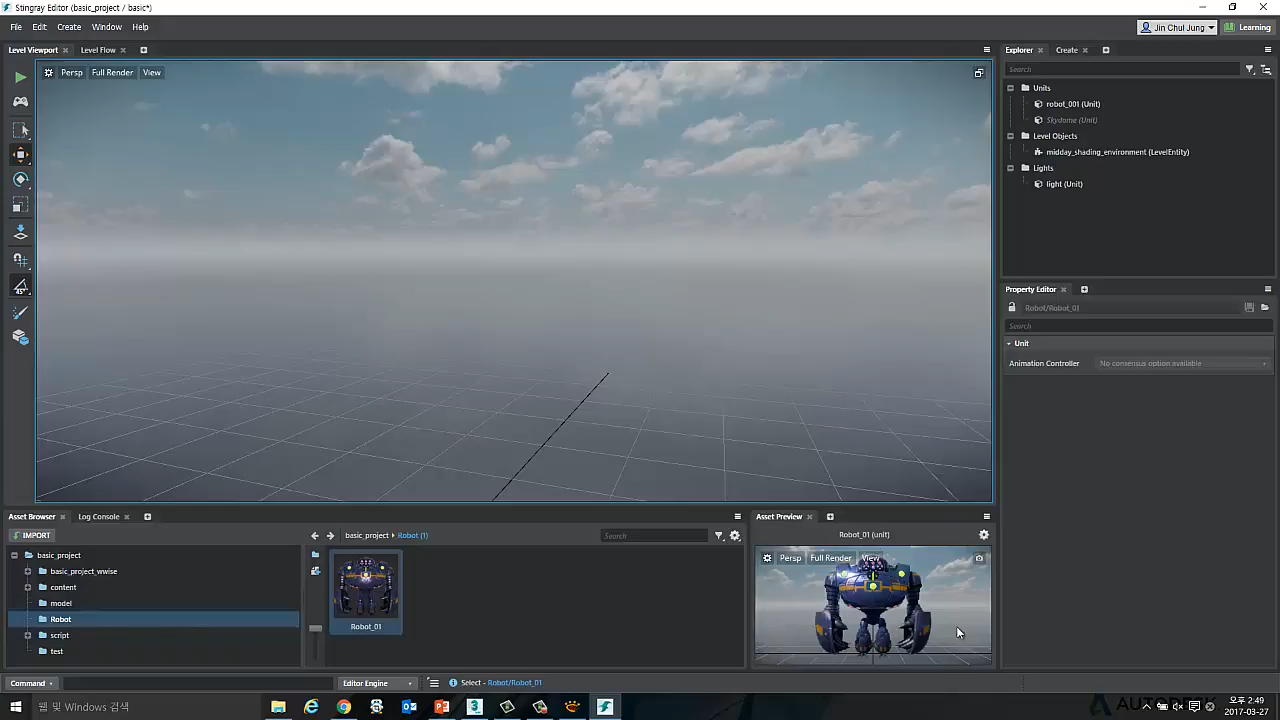 Stingray Editor (basic_project / basic*)
File Edit Create Window Help
Jin Chul Jung
Learning
Level Viewport
Level Flow
Persp Full Render View
Explorer
Create
Search
Units
robot_001 (Unit)
Skydome (Unit)
Level Objects
midday_shading_environment (LevelEntity)
Lights
light (Unit)
Property Editor
Robot/Robot_01
Search
Unit
Animation Controller
No consensus option available
Asset Browser
Log Console
IMPORT
basic_project
basic_project_wwise
content
model
Robot
script
test
basic_project Robot (1)
Search
Robot_01
Asset Preview
Robot_01 (unit)
Persp Full Render View
Command
Editor Engine
Select - Robot/Robot_01
웹 및 Windows 검색
AUTODESK
오후 2:49
2017-03-27